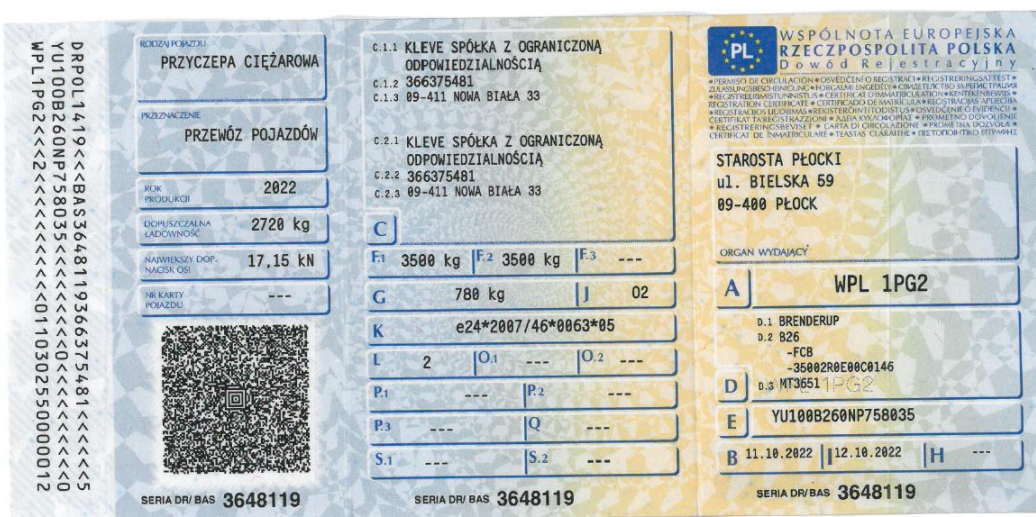 DRPOL1419<<BAS3648119366375481<<<<<5
YU100B260NP758035<<<<<<0<<<<<<<<<<<0
WPL1PG2<<<2<<<<<<<<011030255000012
RODZAJ POJAZDU
PRZYCZEPA CIĘŻAROWA
PRZEZNACZENIE
PRZEWÓZ POJAZDÓW
ROK PRODUKCJI 2022
DOPUSZCZALNA ŁADOWNOŚĆ 2720 kg
NAJWIĘKSZY DOP. NACISK OSI 17,15 kN
NR KARTY POJAZDU ---
SERIA DR/ BAS 3648119
C.1.1 KLEVE SPÓŁKA Z OGRANICZONĄ
ODPOWIEDZIALNOŚCIĄ
C.1.2 366375481
C.1.3 09-411 NOWA BIAŁA 33
C.2.1 KLEVE SPÓŁKA Z OGRANICZONĄ
ODPOWIEDZIALNOŚCIĄ
C.2.2 366375481
C.2.3 09-411 NOWA BIAŁA 33
C
F.1 3500 kg F.2 3500 kg F.3 ---
G 780 kg J O2
K e24*2007/46*0063*05
L 2 O.1 --- O.2 ---
P.1 --- P.2 ---
P.3 --- Q ---
S.1 --- S.2 ---
SERIA DR/ BAS 3648119
PL
WSPÓLNOTA EUROPEJSKA
RZECZPOSPOLITA POLSKA
Dowód Rejestracyjny
STAROSTA PŁOCKI
ul. BIELSKA 59
09-400 PŁOCK
ORGAN WYDAJĄCY
A WPL 1PG2
D.1 BRENDERUP
D.2 B26
-FCB
-35002R0E00C0146
D D.3 MT3651
1PG2
E YU100B260NP758035
B 11.10.2022 I 12.10.2022 H ---
SERIA DR/ BAS 3648119